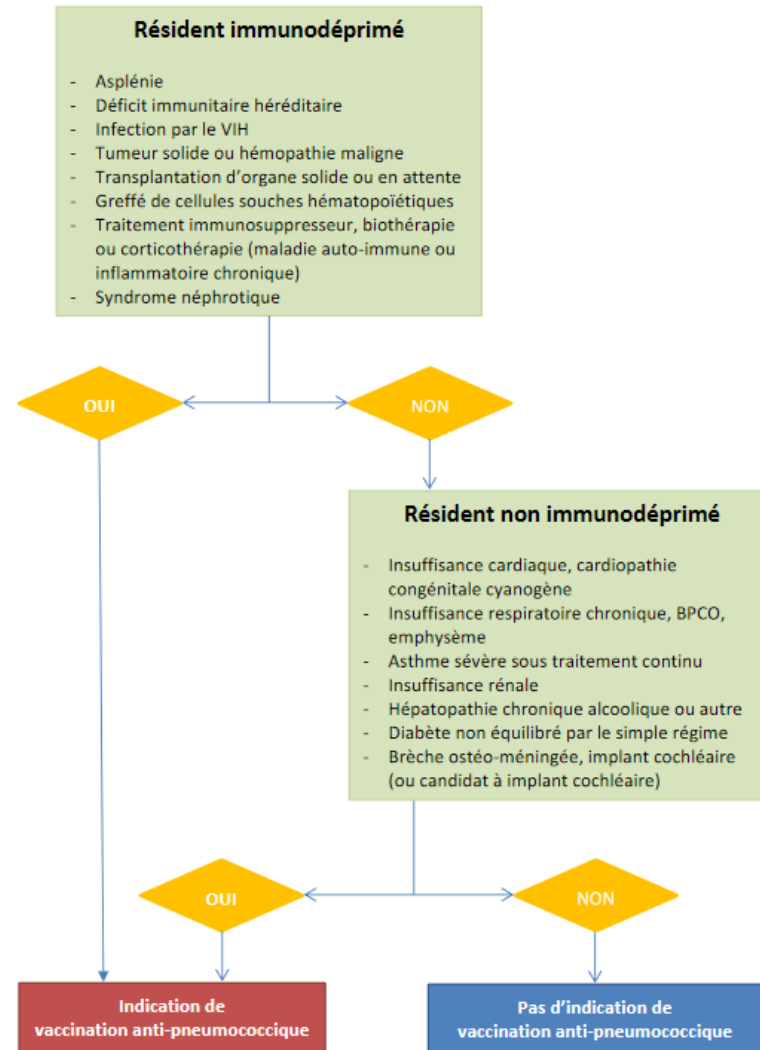 Résident immunodéprimé
- Asplénie
- Déficit immunitaire héréditaire
- Infection par le VIH
- Tumeur solide ou hémopathie maligne
- Transplantation d'organe solide ou en attente
- Greffé de cellules souches hématopoïétiques
- Traitement immunosuppresseur, biothérapie
ou corticothérapie (maladie auto-immune ou
inflammatoire chronique)
- Syndrome néphrotique
OUI
NON
Résident non immunodéprimé
- Insuffisance cardiaque, cardiopathie
congénitale cyanogène
- Insuffisance respiratoire chronique, BPCO,
emphysème
- Asthme sévère sous traitement continu
- Insuffisance rénale
- Hépatopathie chronique alcoolique ou autre
- Diabète non équilibré par le simple régime
- Brèche ostéo-méningée, implant cochléaire
(ou candidat à implant cochléaire)
OUI
NON
Indication de
vaccination anti-pneumococcique
Pas d'indication de
vaccination anti-pneumococcique